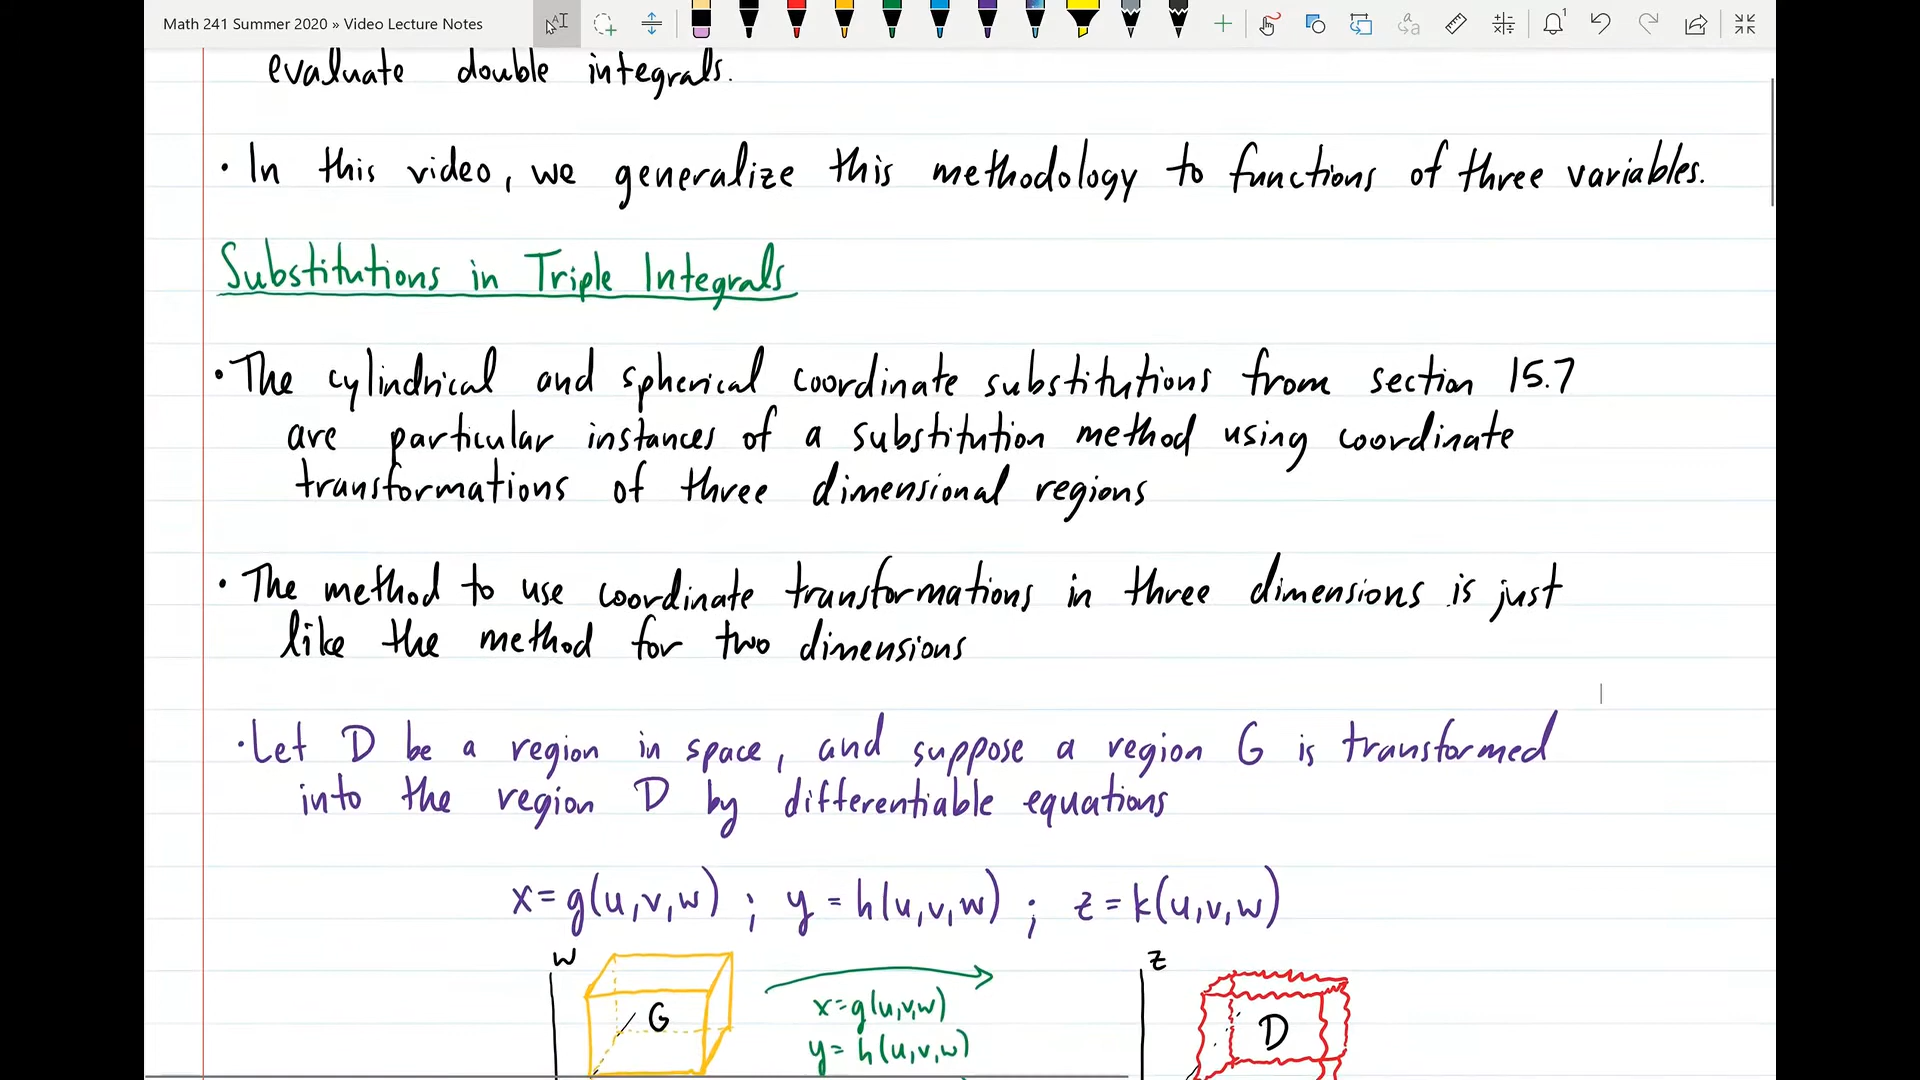 Math 241 Summer 2020 » Video Lecture Notes
evaluate double integrals.
• In this video, we generalize this methodology to functions of three variables.
Substitutions in Triple Integrals
• The cylindrical and spherical coordinate substitutions from section 15.7
are particular instances of a substitution method using coordinate
transformations of three dimensional regions
• The method to use coordinate transformations in three dimensions is just
like the method for two dimensions
• Let D be a region in space, and suppose a region G is transformed
into the region D by differentiable equations
x=g(u,v,w) ; y=h(u,v,w) ; z=k(u,v,w)
w
z
G
x=g(u,v,w)
D
y=h(u,v,w)